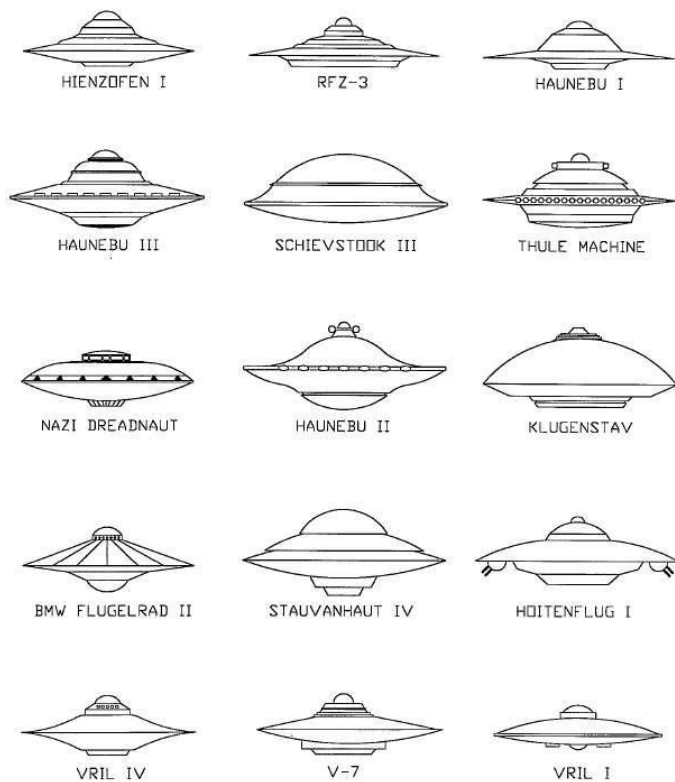 HIENZOFEN I
RFZ-3
HAUNEBU I
HAUNEBU III
SCHIEVSTOOK III
THULE MACHINE
NAZI DREADNAUT
HAUNEBU II
KLUGENSTAV
BMW FLUGELRAD II
STAUVANHAUT IV
HOITENFLUG I
VRIL IV
V-7
VRIL I